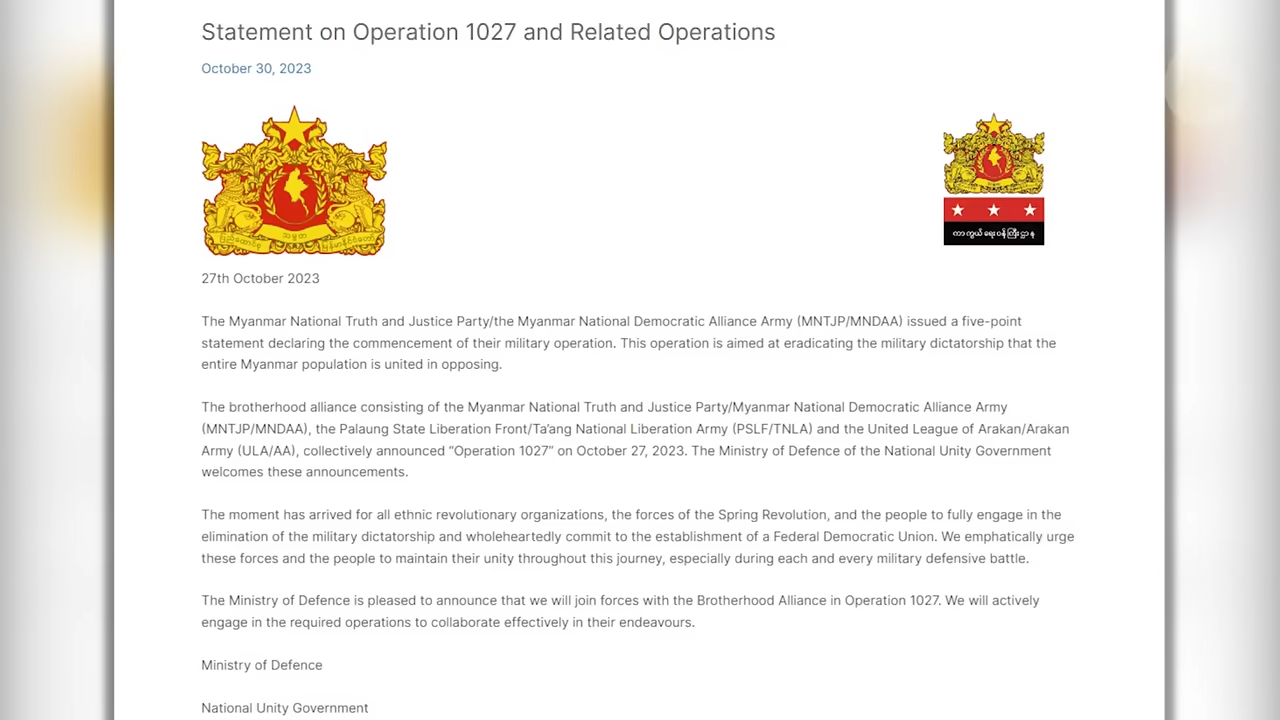 Statement on Operation 1027 and Related Operations
October 30, 2023
ကာကွယ်ရေးဝန်ကြီးဌာန
27th October 2023
The Myanmar National Truth and Justice Party/the Myanmar National Democratic Alliance Army (MNTJP/MNDAA) issued a five-point
statement declaring the commencement of their military operation. This operation is aimed at eradicating the military dictatorship that the
entire Myanmar population is united in opposing.
The brotherhood alliance consisting of the Myanmar National Truth and Justice Party/Myanmar National Democratic Alliance Army
(MNTJP/MNDAA), the Palaung State Liberation Front/Ta’ang National Liberation Army (PSLF/TNLA) and the United League of Arakan/Arakan
Army (ULA/AA), collectively announced “Operation 1027” on October 27, 2023. The Ministry of Defence of the National Unity Government
welcomes these announcements.
The moment has arrived for all ethnic revolutionary organizations, the forces of the Spring Revolution, and the people to fully engage in the
elimination of the military dictatorship and wholeheartedly commit to the establishment of a Federal Democratic Union. We emphatically urge
these forces and the people to maintain their unity throughout this journey, especially during each and every military defensive battle.
The Ministry of Defence is pleased to announce that we will join forces with the Brotherhood Alliance in Operation 1027. We will actively
engage in the required operations to collaborate effectively in their endeavours.
Ministry of Defence
National Unity Government